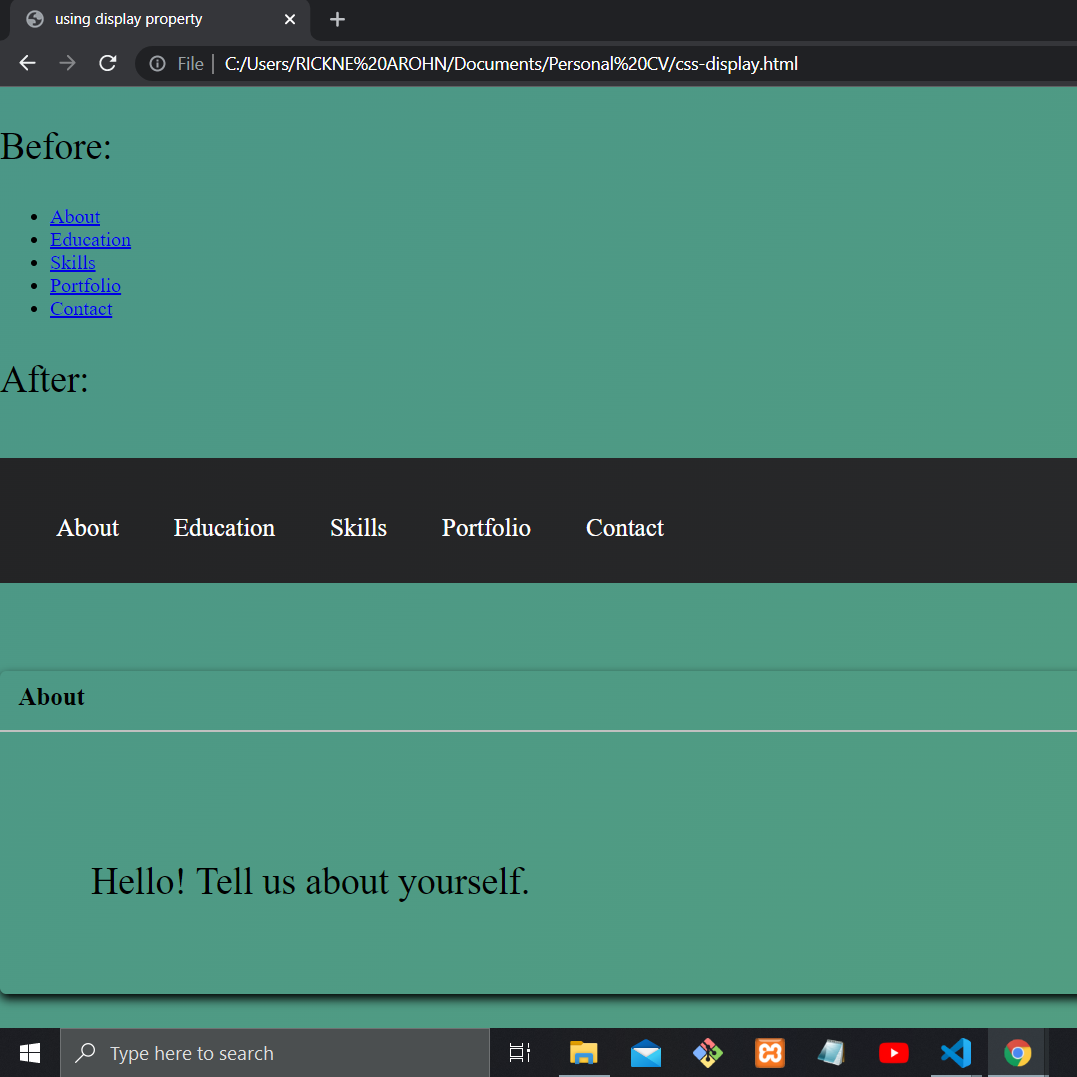 using display property
File | C:/Users/RICKNE%20AROHN/Documents/Personal%20CV/css-display.html
Before:
About
Education
Skills
Portfolio
Contact
After:
About Education Skills Portfolio Contact
About
Hello! Tell us about yourself.
Type here to search